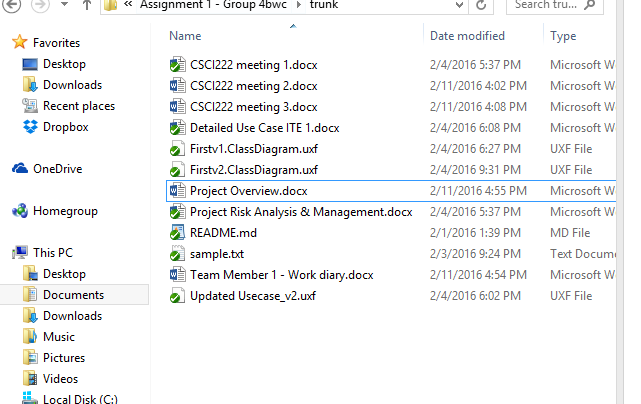 Assignment 1 - Group 4bwc trunk Search tru...
Name Date modified Type
Favorites
Desktop
Downloads
Recent places
Dropbox
OneDrive
Homegroup
This PC
Desktop
Documents
Downloads
Music
Pictures
Videos
Local Disk (C:)
CSCI222 meeting 1.docx 2/4/2016 5:37 PM Microsoft W
CSCI222 meeting 2.docx 2/11/2016 4:02 PM Microsoft W
CSCI222 meeting 3.docx 2/11/2016 4:08 PM Microsoft W
Detailed Use Case ITE 1.docx 2/4/2016 6:08 PM Microsoft W
Firstv1.ClassDiagram.uxf 2/4/2016 6:27 PM UXF File
Firstv2.ClassDiagram.uxf 2/4/2016 9:31 PM UXF File
Project Overview.docx 2/11/2016 4:55 PM Microsoft W
Project Risk Analysis & Management.docx 2/4/2016 5:37 PM Microsoft W
README.md 2/1/2016 1:39 PM MD File
sample.txt 2/3/2016 9:24 PM Text Docume
Team Member 1 - Work diary.docx 2/11/2016 4:54 PM Microsoft W
Updated Usecase_v2.uxf 2/4/2016 6:02 PM UXF File